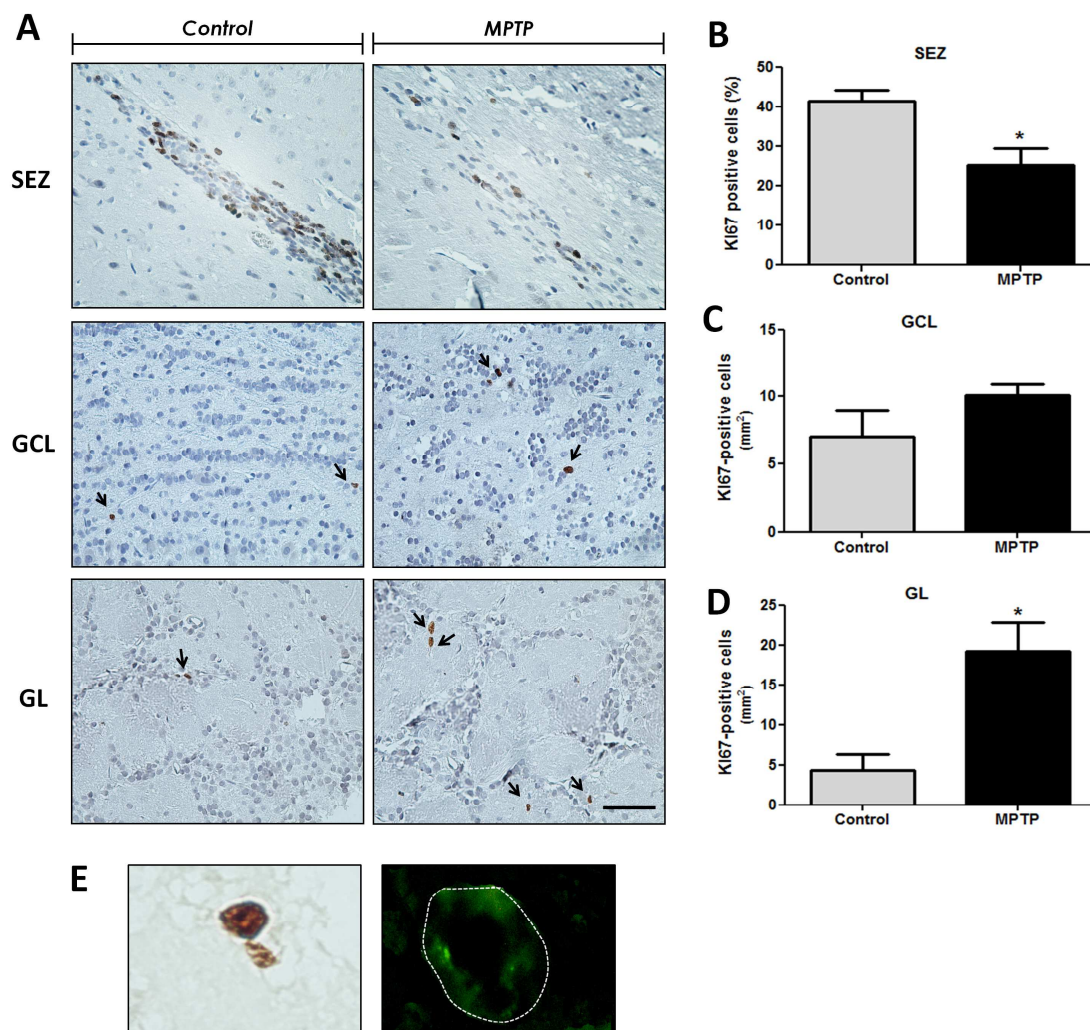 A
Control
MPTP
SEZ
GCL
GL
B
SEZ
KI67 positive cells (%)
50
40
30
20
10
0
*
Control
MPTP
C
GCL
KI67-positive cells
(mm²)
15
10
5
0
Control
MPTP
D
GL
KI67-positive cells
(mm²)
25
20
15
10
5
0
*
Control
MPTP
E